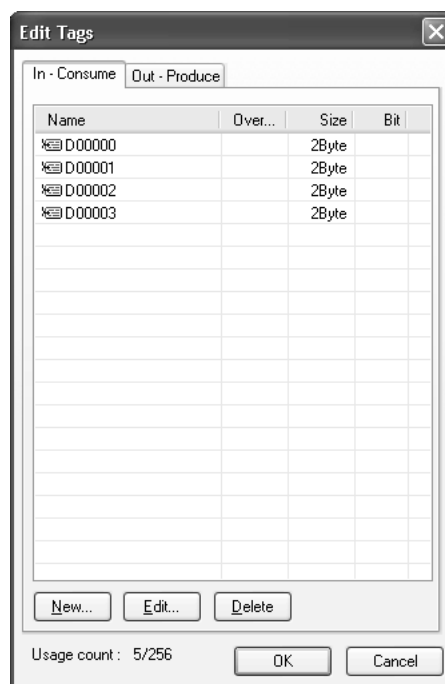 Edit Tags
In - Consume Out - Produce
Name Over... Size Bit
D00000 2Byte
D00001 2Byte
D00002 2Byte
D00003 2Byte
New... Edit... Delete
Usage count : 5/256 OK Cancel